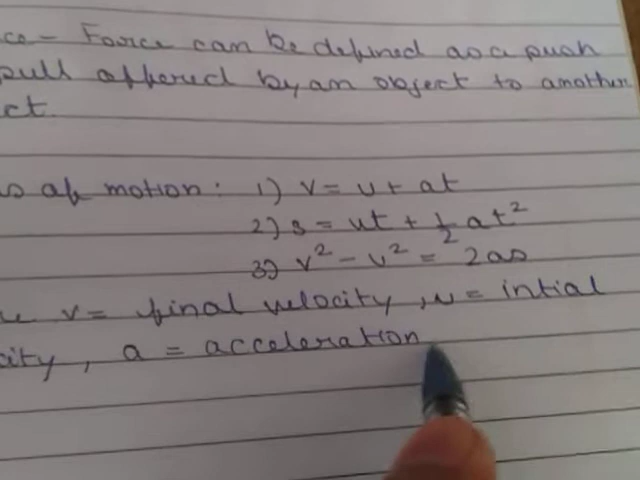 ce - Force can be defined as a push
pull offered by an object to another
ct.
s of motion: 1) v = u + at
2) s = ut + 1/2 at²
3) v² - u² = 2as
e v = final velocity, u = intial
city, a = acceleration